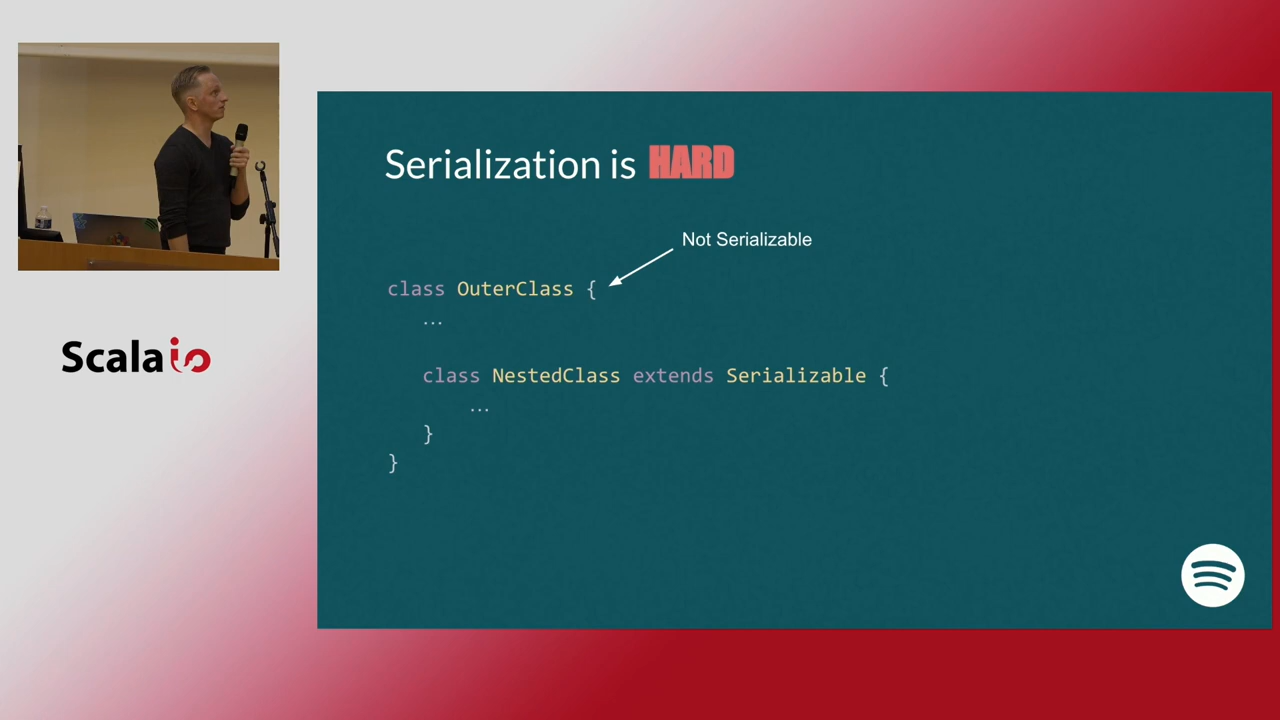 Serialization is HARD
Not Serializable
class OuterClass {
...
class NestedClass extends Serializable {
...
}
}
Scala io